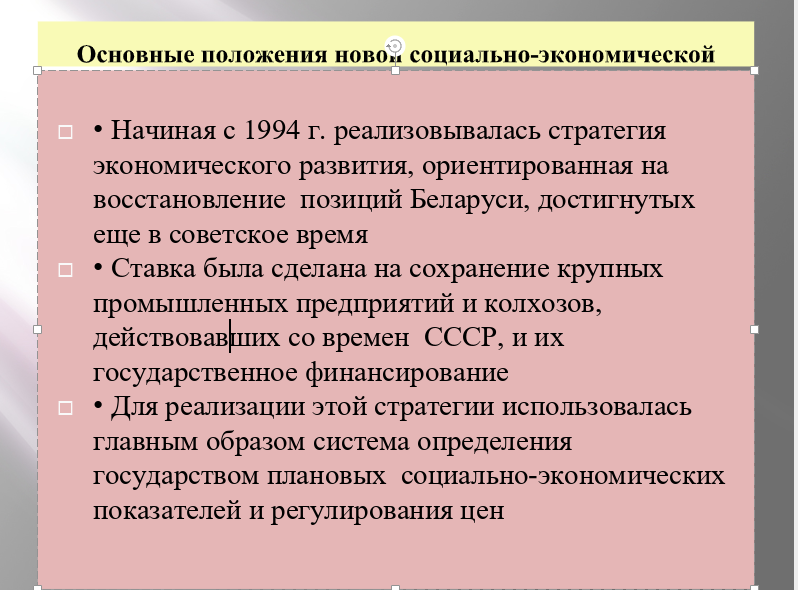 Основные положения новой социально-экономической
• Начиная с 1994 г. реализовывалась стратегия
экономического развития, ориентированная на
восстановление  позиций Беларуси, достигнутых
еще в советское время
• Ставка была сделана на сохранение крупных
промышленных предприятий и колхозов,
действовавших со времен  СССР, и их
государственное финансирование
• Для реализации этой стратегии использовалась
главным образом система определения
государством плановых  социально-экономических
показателей и регулирования цен